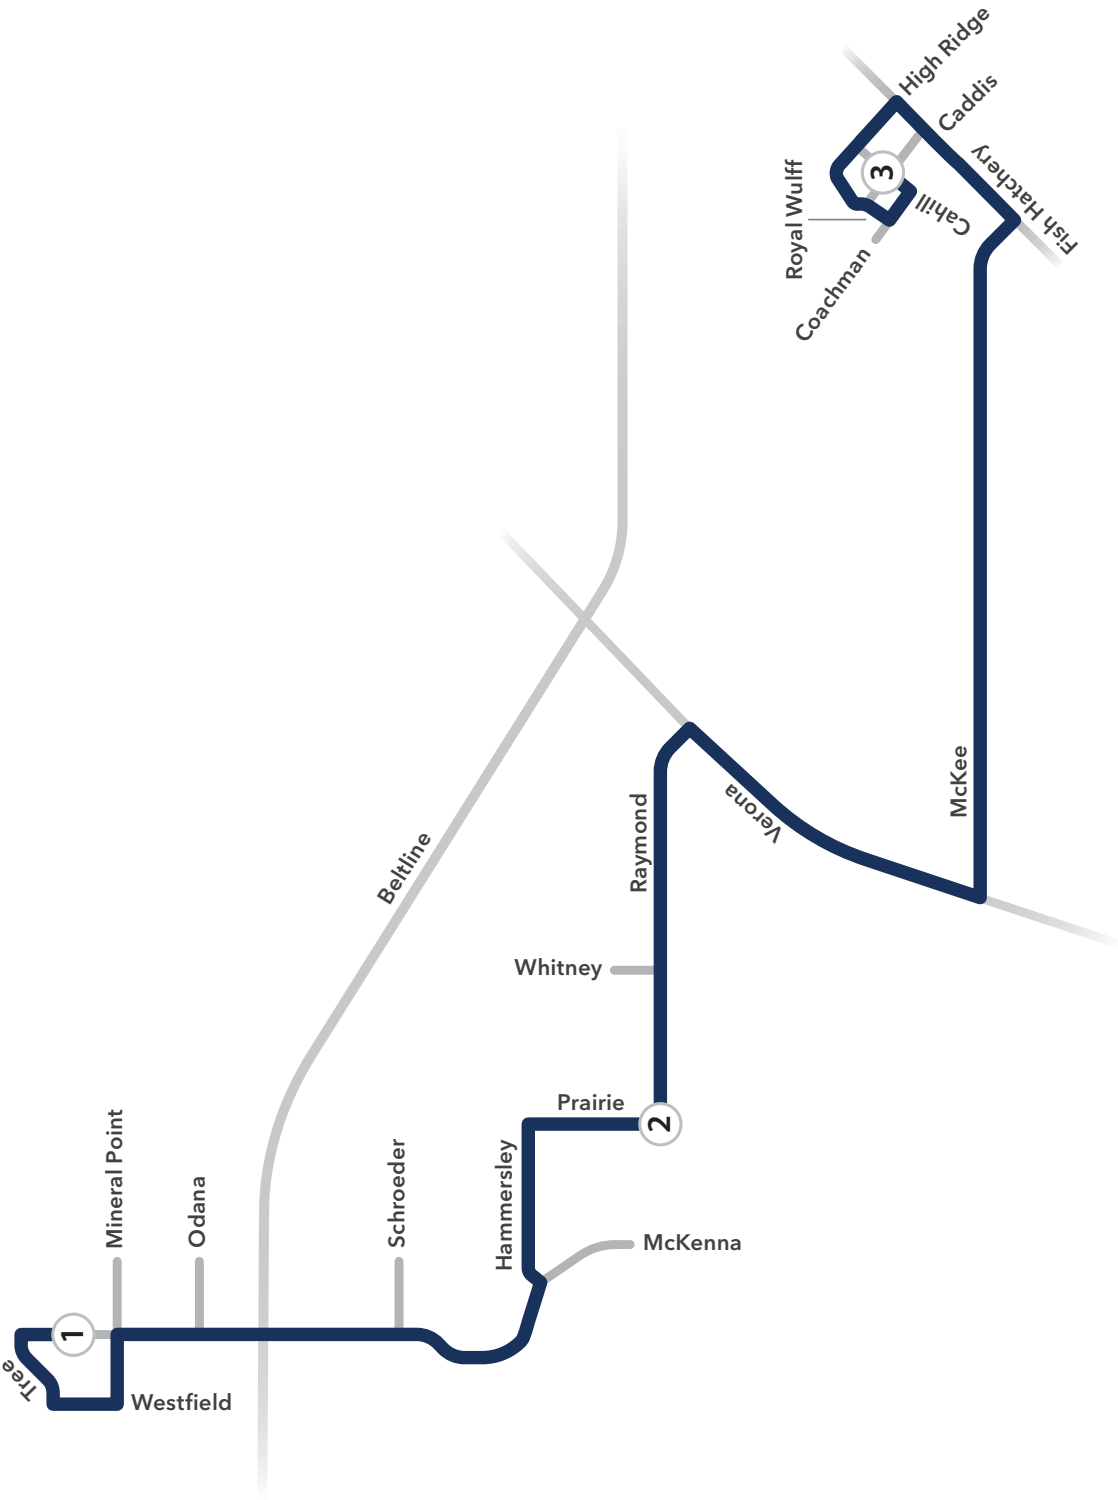 High Ridge
Caddis
Fish Hatchery
3
Cahill
Royal Wulff
Coachman
McKee
Verona
Raymond
Beltline
Whitney
Prairie
2
Hammersley
McKenna
Schroeder
Odana
Mineral Point
1
Tree
Westfield